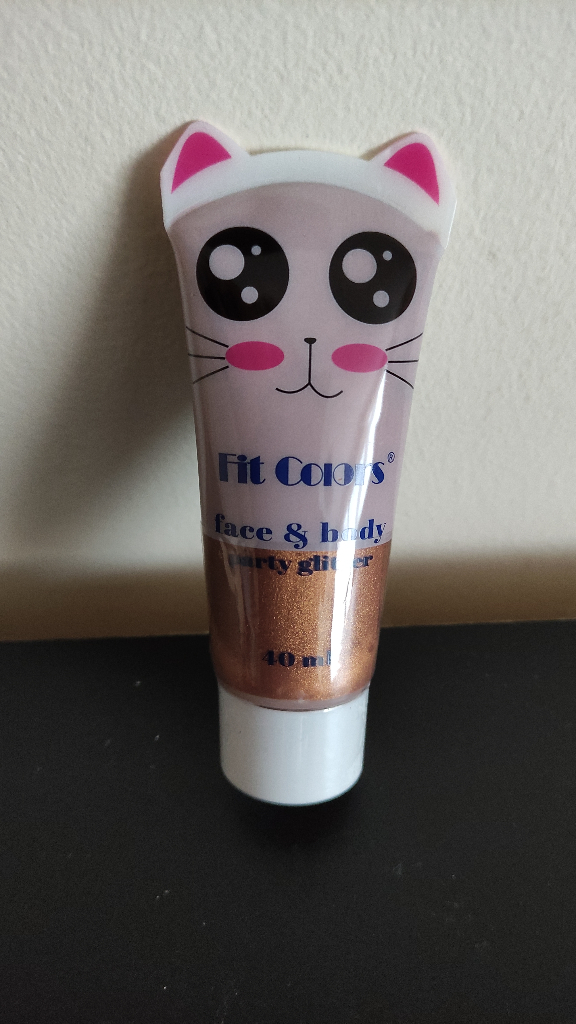 Fit Colors®
face & body
party glitter
40 ml